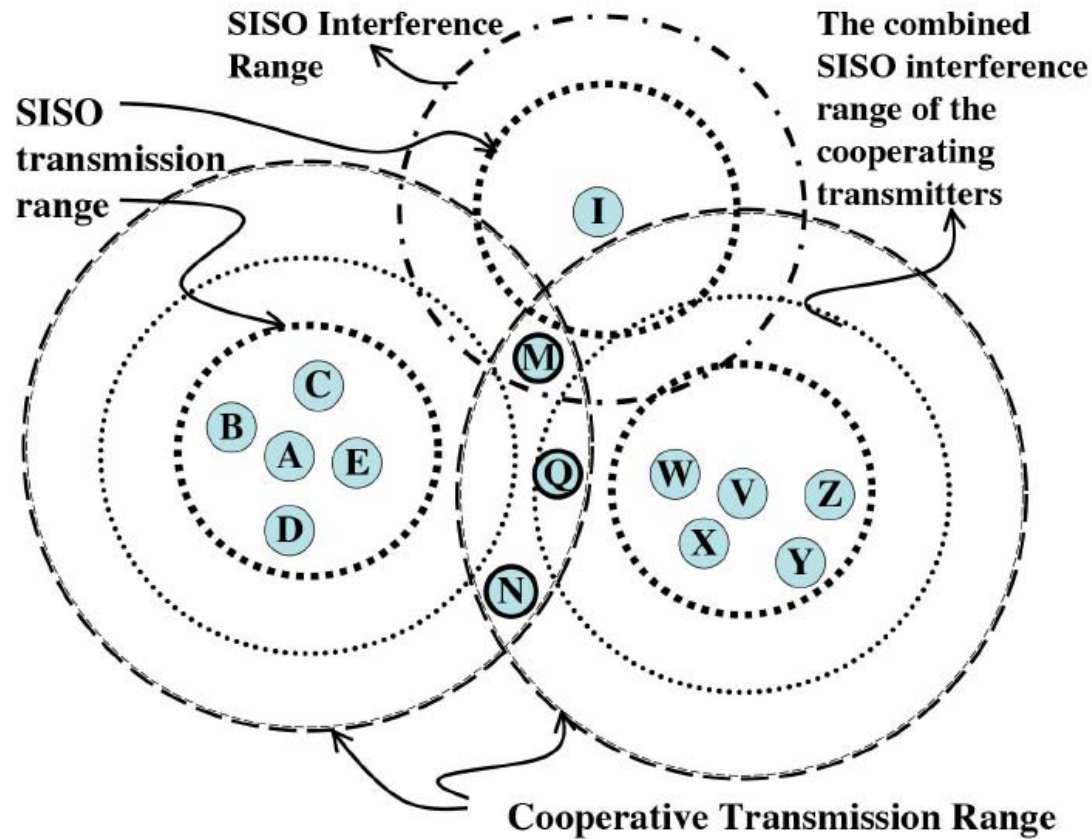 SISO Interference
Range
The combined
SISO interference
range of the
cooperating
transmitters
SISO
transmission
range
I
M
C
B
A
E
D
Q
N
W
V
Z
X
Y
Cooperative Transmission Range